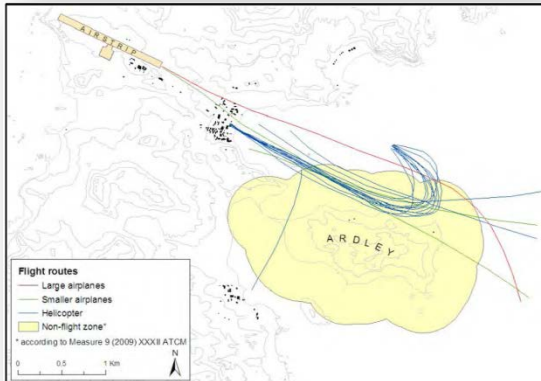 AIRSTRIP
ARDLEY
Flight routes
Large airplanes
Smaller airplanes
Helicopter
Non-flight zone*
* according to Measure 9 (2009) XXXII ATCM
0 0.5 1 Km
N